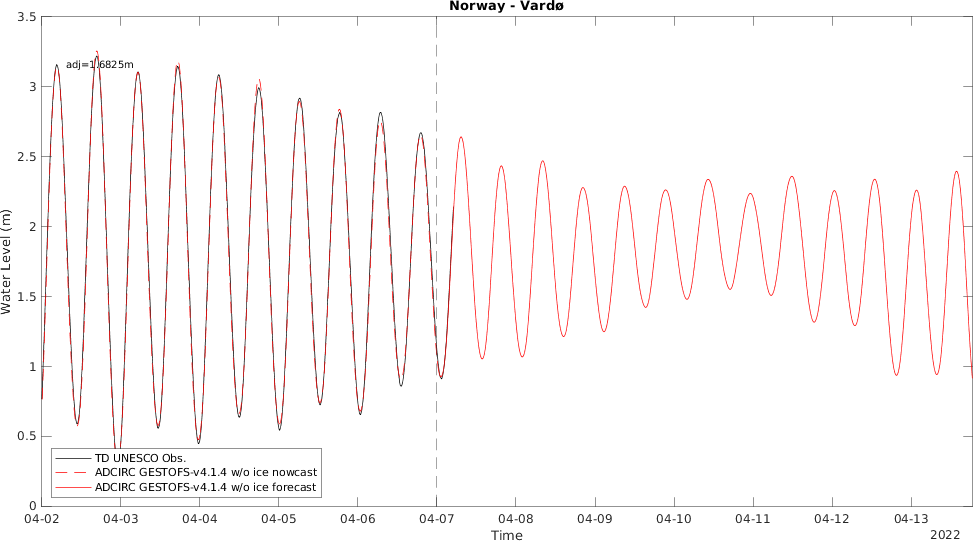 Norway - Vardø
3.5
3
2.5
2
1.5
1
0.5
0
Water Level (m)
adj=1.6825m
TD UNESCO Obs.
ADCIRC GESTOFS-v4.1.4 w/o ice nowcast
ADCIRC GESTOFS-v4.1.4 w/o ice forecast
04-02 04-03 04-04 04-05 04-06 04-07 04-08 04-09 04-10 04-11 04-12 04-13
Time
2022